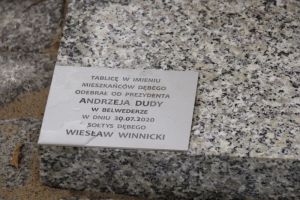 TABLICĘ W IMIENIU
MIESZKAŃCÓW DĘBEGO
ODEBRAŁ OD PREZYDENTA
ANDRZEJA DUDY
W BELWEDERZE
W DNIU 30.07.2020
SOŁTYS DĘBEGO
WIESŁAW WINNICKI